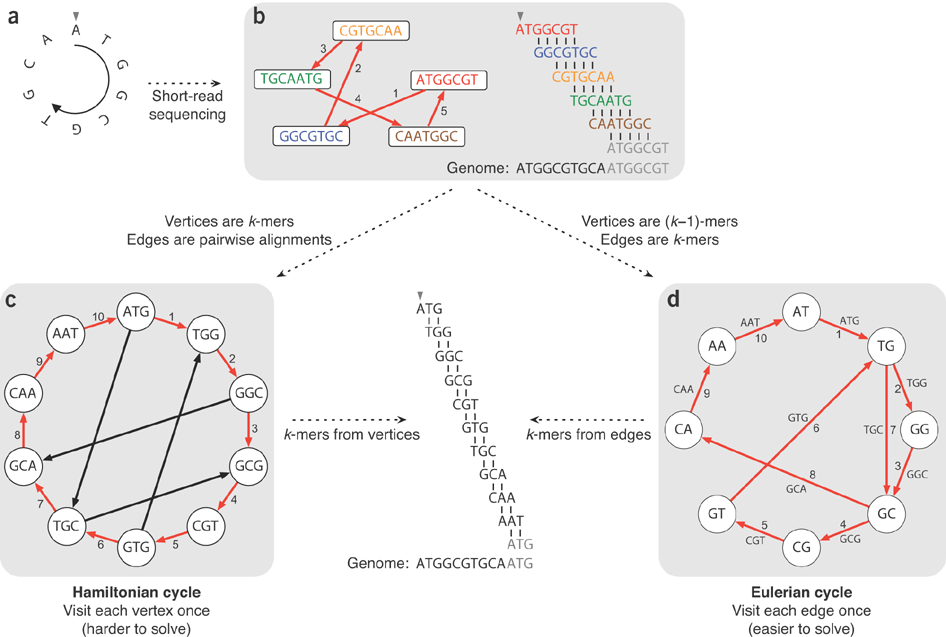 a
A
T
G
G
C
G
T
G
C
A
Short-read
sequencing
b
CGTGCAA
TGCAATG
ATGGCGT
GGCGTGC
CAATGGC
1
2
3
4
5
ATGGCGT
GGCGTGC
CGTGCAA
TGCAATG
CAATGGC
ATGGCGT
Genome: ATGGCGTGCAATGGCGT
Vertices are k-mers
Edges are pairwise alignments
Vertices are (k–1)-mers
Edges are k-mers
c
ATG
TGG
GGC
GCG
CGT
GTG
TGC
GCA
CAA
AAT
1
2
3
4
5
6
7
8
9
10
Hamiltonian cycle
Visit each vertex once
(harder to solve)
k-mers from vertices
ATG
TGG
GGC
GCG
CGT
GTG
TGC
GCA
CAA
AAT
ATG
Genome: ATGGCGTGCAATG
k-mers from edges
d
AT
TG
GG
GC
CG
GT
CA
AA
ATG
1
TGG
2
GGC
3
GCG
4
CGT
5
GTG
6
TGC
7
GCA
8
CAA
9
AAT
10
Eulerian cycle
Visit each edge once
(easier to solve)